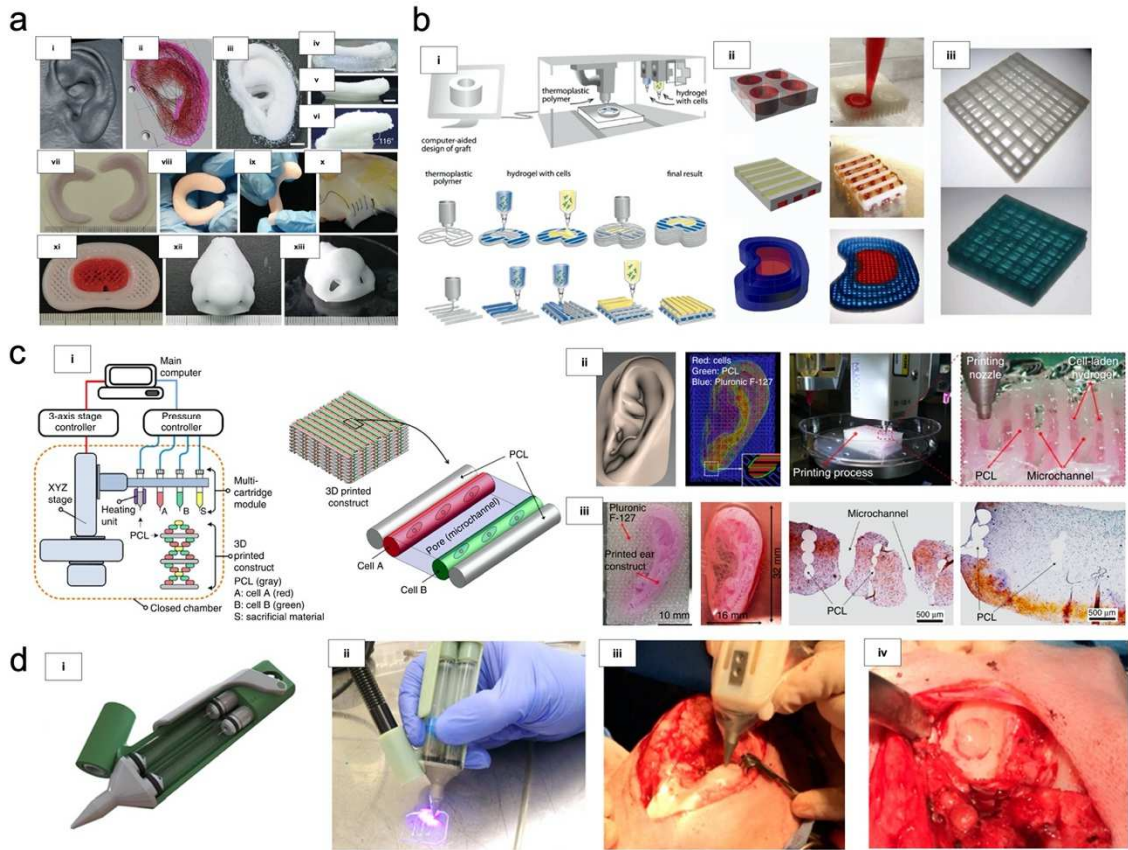 a
i
ii
iii
iv
v
vi
116°
vii
viii
ix
x
xi
xii
xiii
b
i
thermoplastic
polymer
hydrogel
with cells
computer-aided
design of graft
thermoplastic
polymer
hydrogel with cells
final result
ii
iii
c
i
Main
computer
3-axis stage
controller
Pressure
controller
XYZ
stage
Heating
unit
A
B
S
PCL
Multi-
cartridge
module
3D
printed
construct
PCL (gray)
A: cell A (red)
B: cell B (green)
S: sacrificial material
Closed chamber
3D printed
construct
PCL
Pore (microchannel)
Cell A
Cell B
ii
Red: cells
Green: PCL
Blue: Pluronic F-127
Printing process
Printing
nozzle
Cell-laden
hydrogel
PCL
Microchannel
iii
Pluronic
F-127
Printed ear
construct
10 mm
32 mm
16 mm
Microchannel
PCL
500 µm
PCL
500 µm
d
i
ii
iii
iv